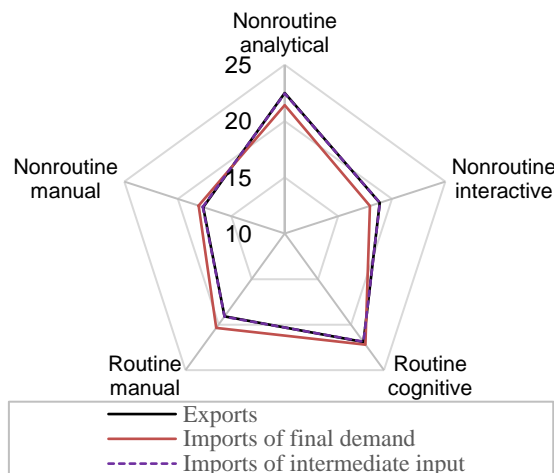 Nonroutine
analytical
25
20
15
10
Nonroutine
interactive
Nonroutine
manual
Routine
manual
Routine
cognitive
Exports
Imports of final demand
Imports of intermediate input